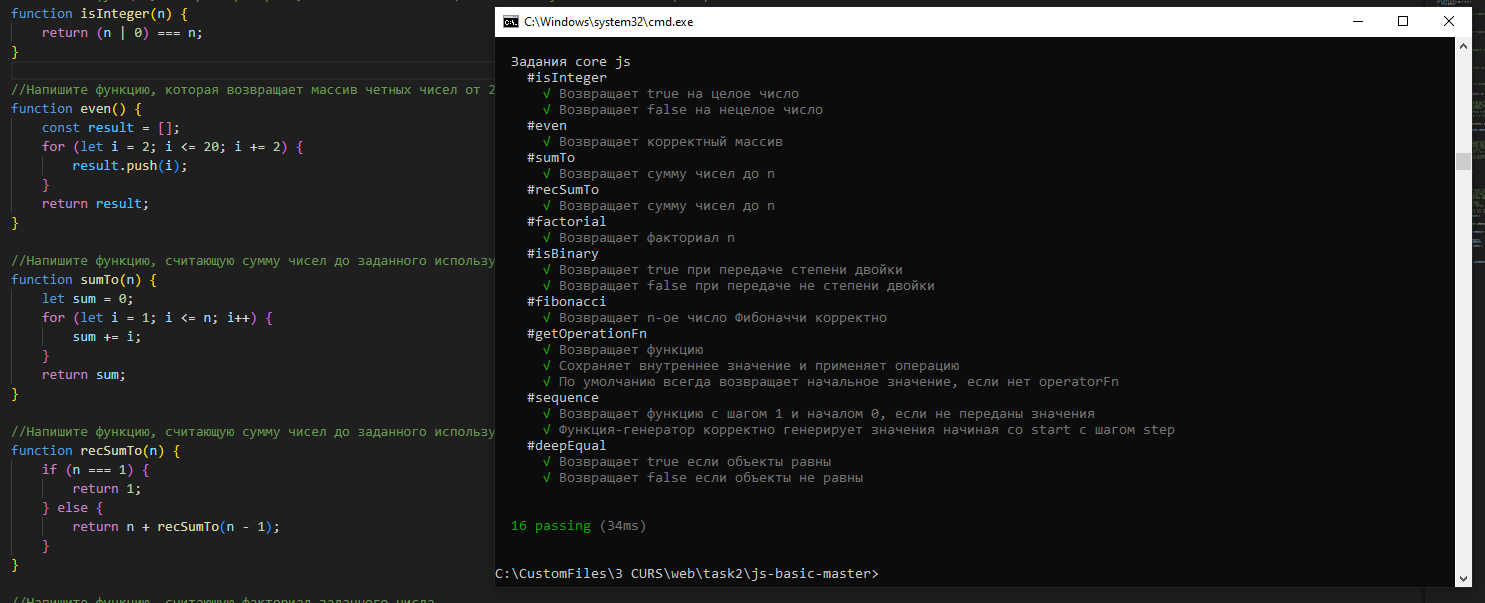 function isInteger(n) {
    return (n | 0) === n;
}
//Напишите функцию, которая возвращает массив четных чисел от 2
function even() {
    const result = [];
    for (let i = 2; i <= 20; i += 2) {
        result.push(i);
    }
    return result;
}
//Напишите функцию, считающую сумму чисел до заданного использу
function sumTo(n) {
    let sum = 0;
    for (let i = 1; i <= n; i++) {
        sum += i;
    }
    return sum;
}
//Напишите функцию, считающую сумму чисел до заданного использу
function recSumTo(n) {
    if (n === 1) {
        return 1;
    } else {
        return n + recSumTo(n - 1);
    }
}
//Напишите функцию, считающую факториал заданного числа
C:\Windows\system32\cmd.exe
Задания core js
#isInteger
√ Возвращает true на целое число
√ Возвращает false на нецелое число
#even
√ Возвращает корректный массив
#sumTo
√ Возвращает сумму чисел до n
#recSumTo
√ Возвращает сумму чисел до n
#factorial
√ Возвращает факториал n
#isBinary
√ Возвращает true при передаче степени двойки
√ Возвращает false при передаче не степени двойки
#fibonacci
√ Возвращает n-ое число Фибоначчи корректно
#getOperationFn
√ Возвращает функцию
√ Сохраняет внутреннее значение и применяет операцию
√ По умолчанию всегда возвращает начальное значение, если нет operatorFn
#sequence
√ Возвращает функцию с шагом 1 и началом 0, если не переданы значения
√ Функция-генератор корректно генерирует значения начиная со start с шагом step
#deepEqual
√ Возвращает true если объекты равны
√ Возвращает false если объекты не равны
16 passing (34ms)
C:\CustomFiles\3 CURS\web\task2\js-basic-master>